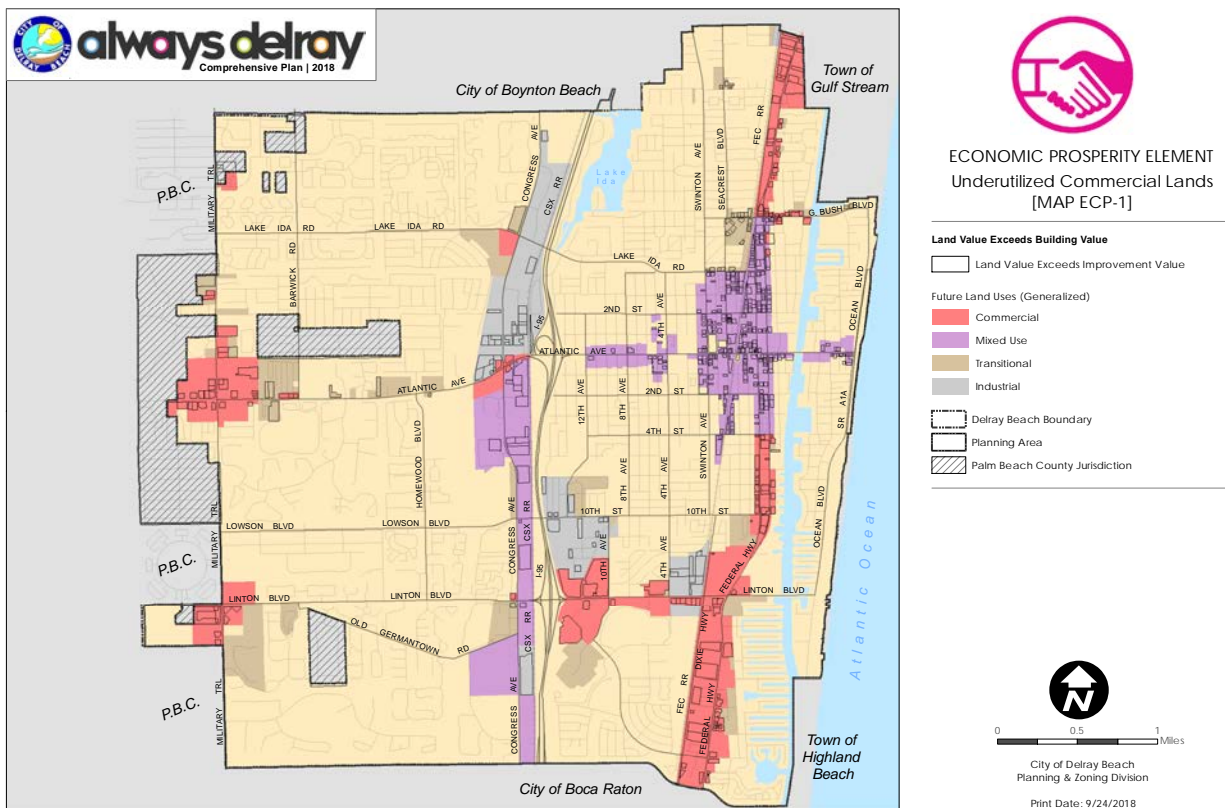 CITY OF DELRAY BEACH
always delray
Comprehensive Plan | 2018
City of Boynton Beach
Town of
Gulf Stream
P.B.C.
MILITARY TRL
BARWICK RD
LAKE IDA RD
LAKE IDA RD
CONGRESS AVE
CSX RR
Lake
Ida
SWINTON AVE
SEACREST BLVD
FEC RR
G. BUSH BLVD
LAKE IDA RD
OCEAN BLVD
2ND ST
4TH AVE
I-95
ATLANTIC AVE
ATLANTIC AVE
12TH AVE
8TH AVE
2ND ST
SR A1A
HOMEWOOD BLVD
4TH ST
SWINTON AVE
8TH AVE
4TH AVE
CONGRESS AVE
CSX RR
10TH ST
10TH ST
LOWSON BLVD
LOWSON BLVD
MILITARY TRL
OCEAN BLVD
P.B.C.
I-95
10TH AVE
4TH AVE
FEDERAL HWY
LINTON BLVD
LINTON BLVD
LINTON BLVD
OLD GERMANTOWN RD
CSX RR
DIXIE HWY
Atlantic Ocean
P.B.C.
MILITARY TRL
CONGRESS AVE
FEC RR
FEDERAL HWY
Town of
Highland
Beach
City of Boca Raton
ECONOMIC PROSPERITY ELEMENT
Underutilized Commercial Lands
[MAP ECP-1]
Land Value Exceeds Building Value
Land Value Exceeds Improvement Value
Future Land Uses (Generalized)
Commercial
Mixed Use
Transitional
Industrial
Delray Beach Boundary
Planning Area
Palm Beach County Jurisdiction
N
0 0.5 1
Miles
City of Delray Beach
Planning & Zoning Division
Print Date: 9/24/2018